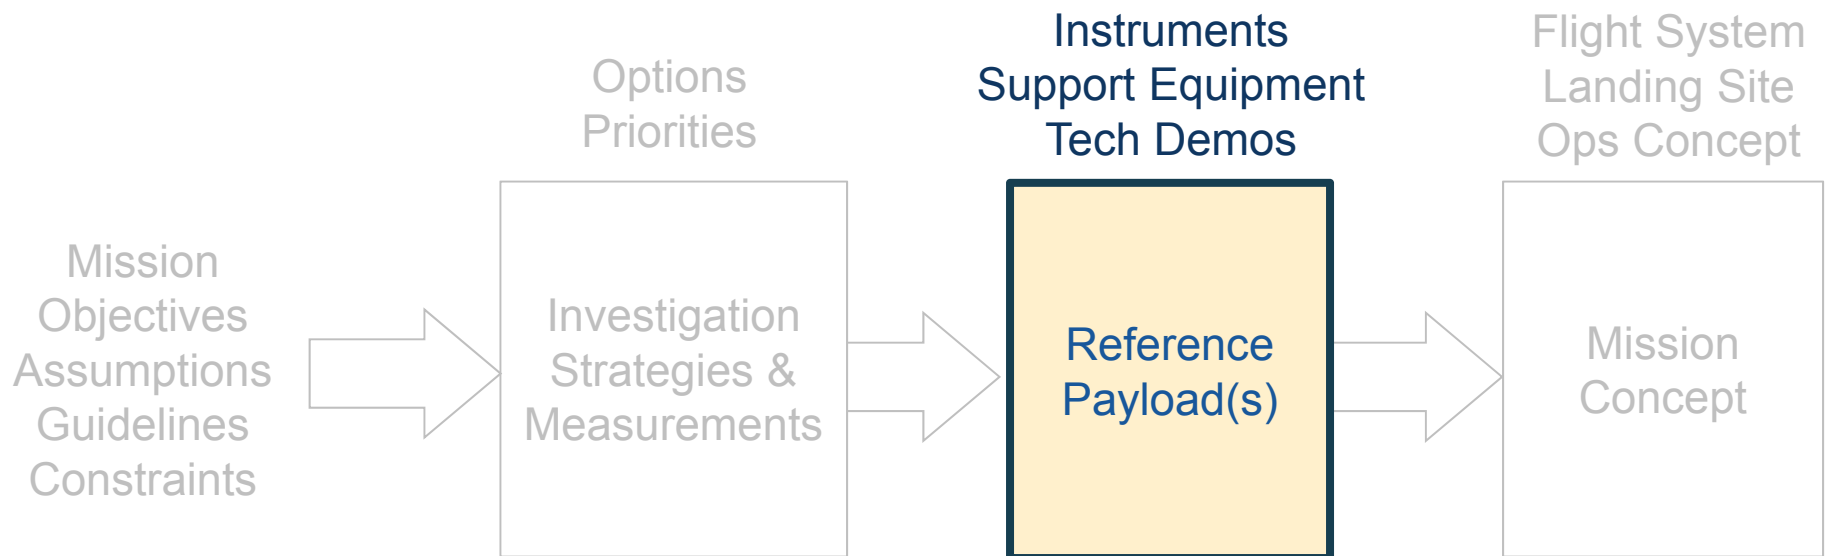 Mission
Objectives
Assumptions
Guidelines
Constraints
Options
Priorities
Investigation
Strategies &
Measurements
Instruments
Support Equipment
Tech Demos
Reference
Payload(s)
Flight System
Landing Site
Ops Concept
Mission
Concept